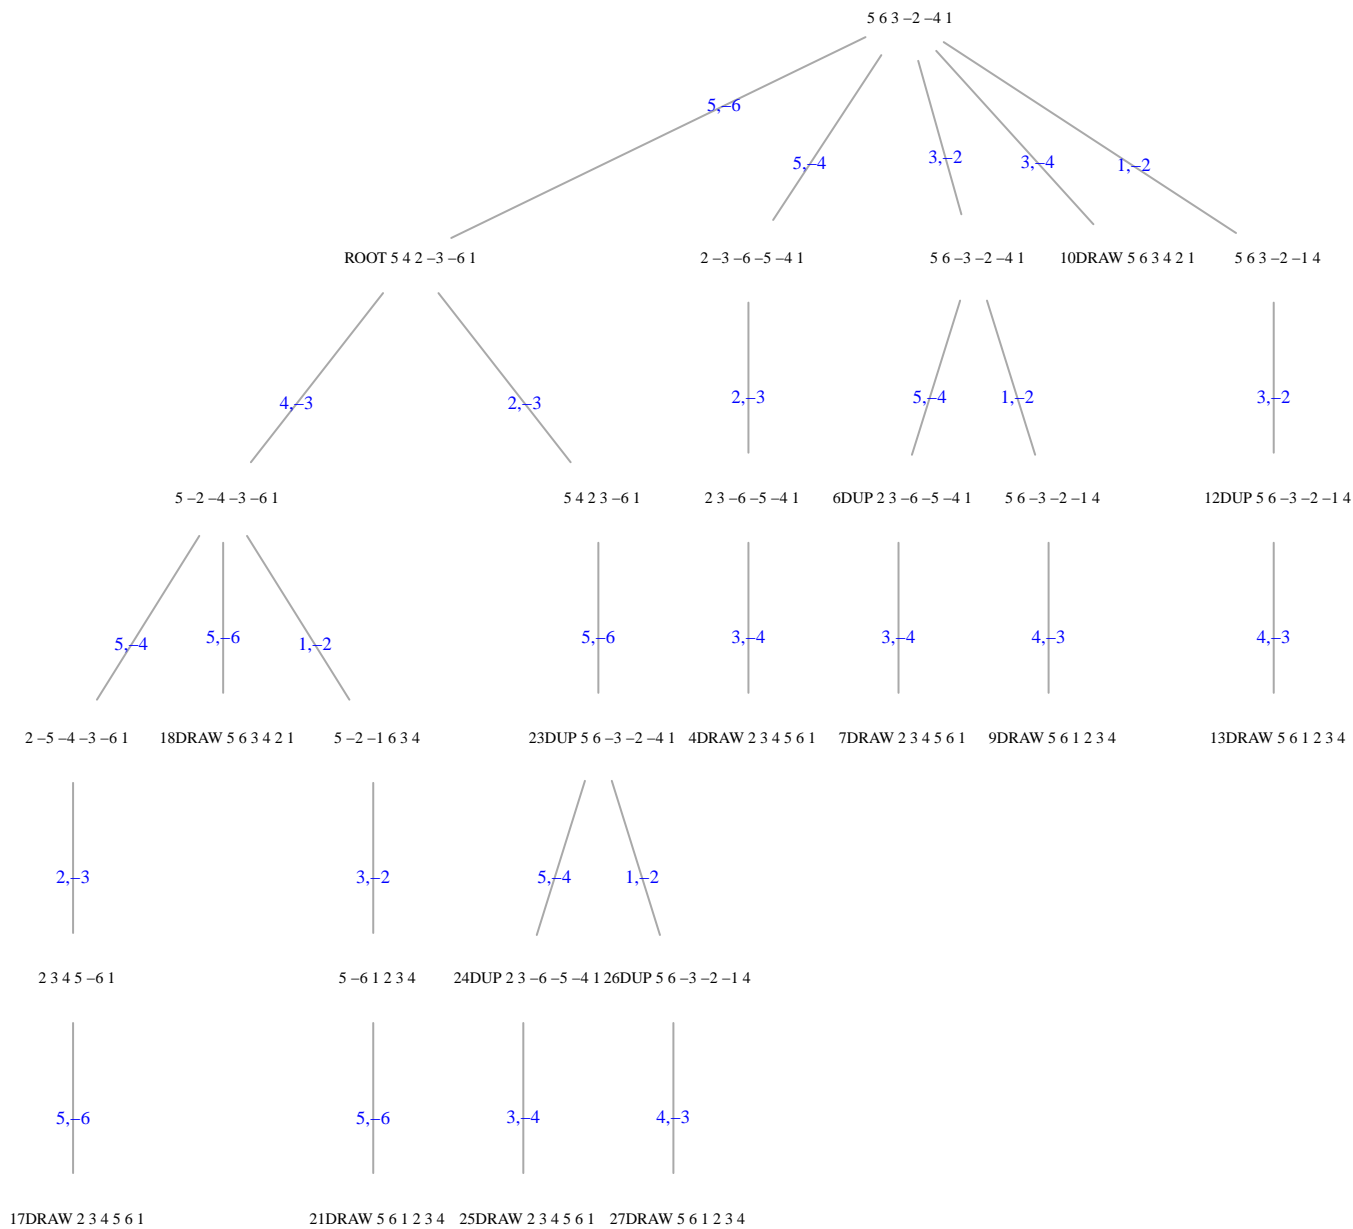 5 6 3 −2 −4 1
5,−6
5,−4
3,−2
3,−4
1,−2
ROOT 5 4 2 −3 −6 1
2 −3 −6 −5 −4 1
5 6 −3 −2 −4 1
10DRAW 5 6 3 4 2 1
5 6 3 −2 −1 4
4,−3
2,−3
2,−3
5,−4
1,−2
3,−2
5 −2 −4 −3 −6 1
5 4 2 3 −6 1
2 3 −6 −5 −4 1
6DUP 2 3 −6 −5 −4 1
5 6 −3 −2 −1 4
12DUP 5 6 −3 −2 −1 4
5,−4
5,−6
1,−2
5,−6
3,−4
3,−4
4,−3
4,−3
2 −5 −4 −3 −6 1
18DRAW 5 6 3 4 2 1
5 −2 −1 6 3 4
23DUP 5 6 −3 −2 −4 1
4DRAW 2 3 4 5 6 1
7DRAW 2 3 4 5 6 1
9DRAW 5 6 1 2 3 4
13DRAW 5 6 1 2 3 4
2,−3
3,−2
5,−4
1,−2
2 3 4 5 −6 1
5 −6 1 2 3 4
24DUP 2 3 −6 −5 −4 1
26DUP 5 6 −3 −2 −1 4
5,−6
5,−6
3,−4
4,−3
17DRAW 2 3 4 5 6 1
21DRAW 5 6 1 2 3 4
25DRAW 2 3 4 5 6 1
27DRAW 5 6 1 2 3 4